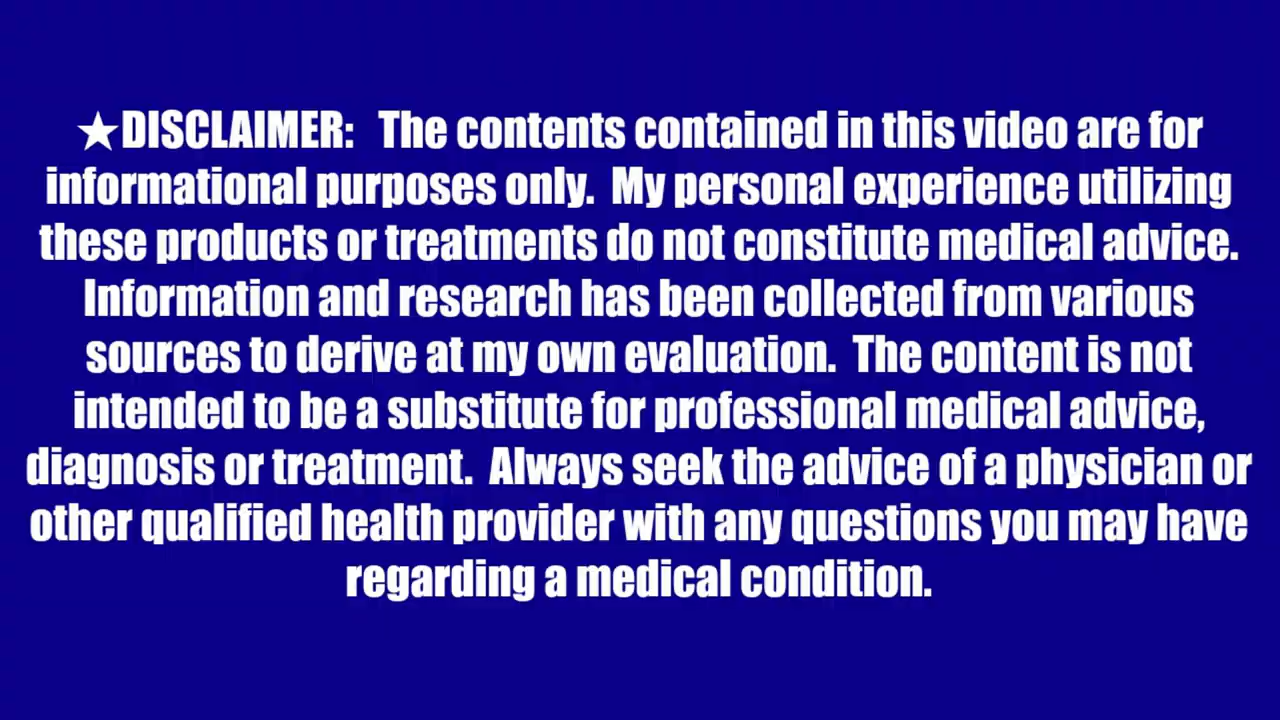 ★DISCLAIMER: The contents contained in this video are for
informational purposes only. My personal experience utilizing
these products or treatments do not constitute medical advice.
Information and research has been collected from various
sources to derive at my own evaluation. The content is not
intended to be a substitute for professional medical advice,
diagnosis or treatment. Always seek the advice of a physician or
other qualified health provider with any questions you may have
regarding a medical condition.